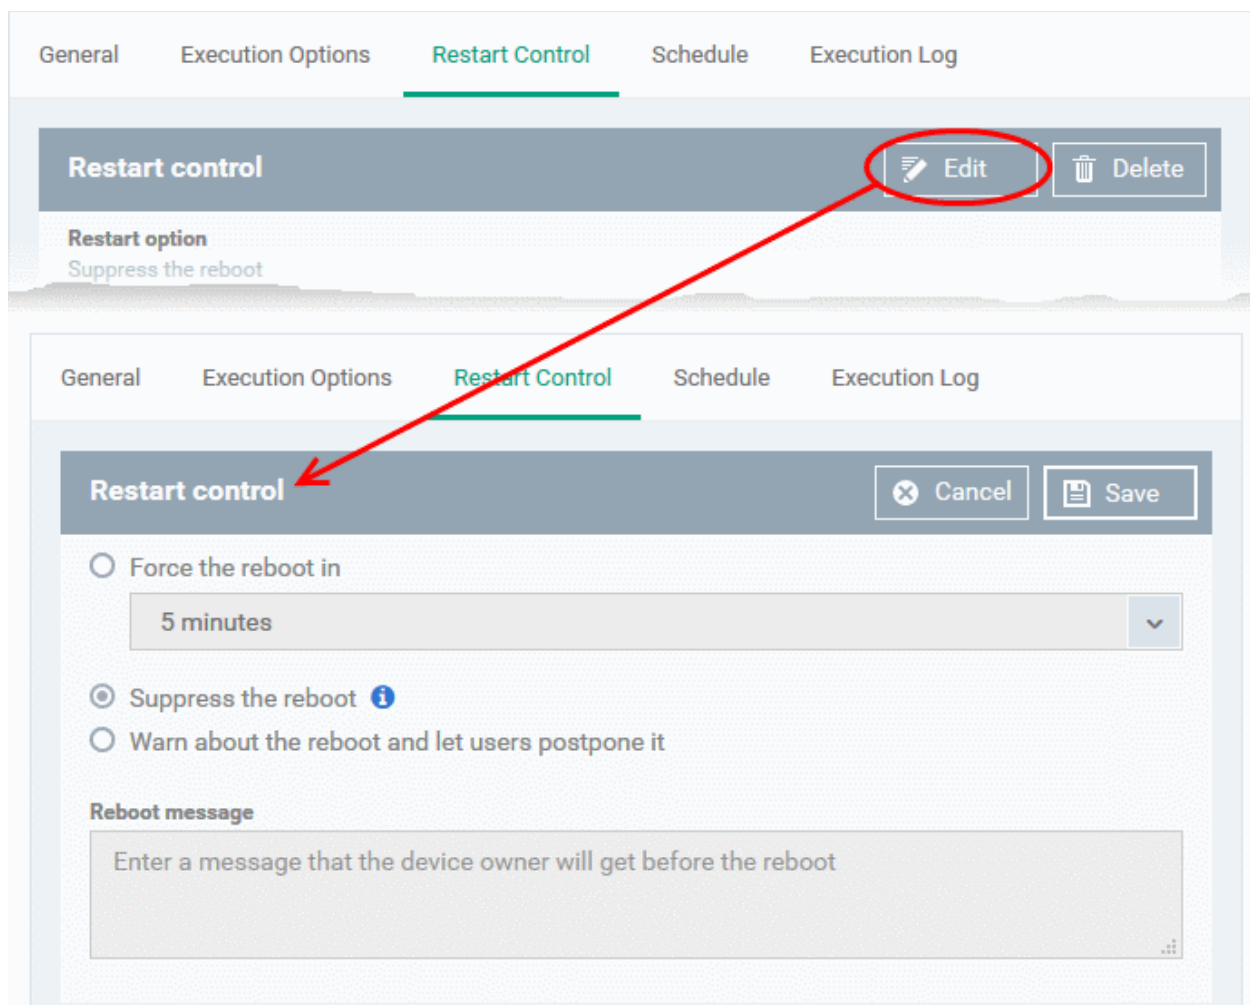 General Execution Options Restart Control Schedule Execution Log
Restart control Edit Delete
Restart option
Suppress the reboot
General Execution Options Restart Control Schedule Execution Log
Restart control Cancel Save
Force the reboot in
5 minutes
Suppress the reboot
Warn about the reboot and let users postpone it
Reboot message
Enter a message that the device owner will get before the reboot